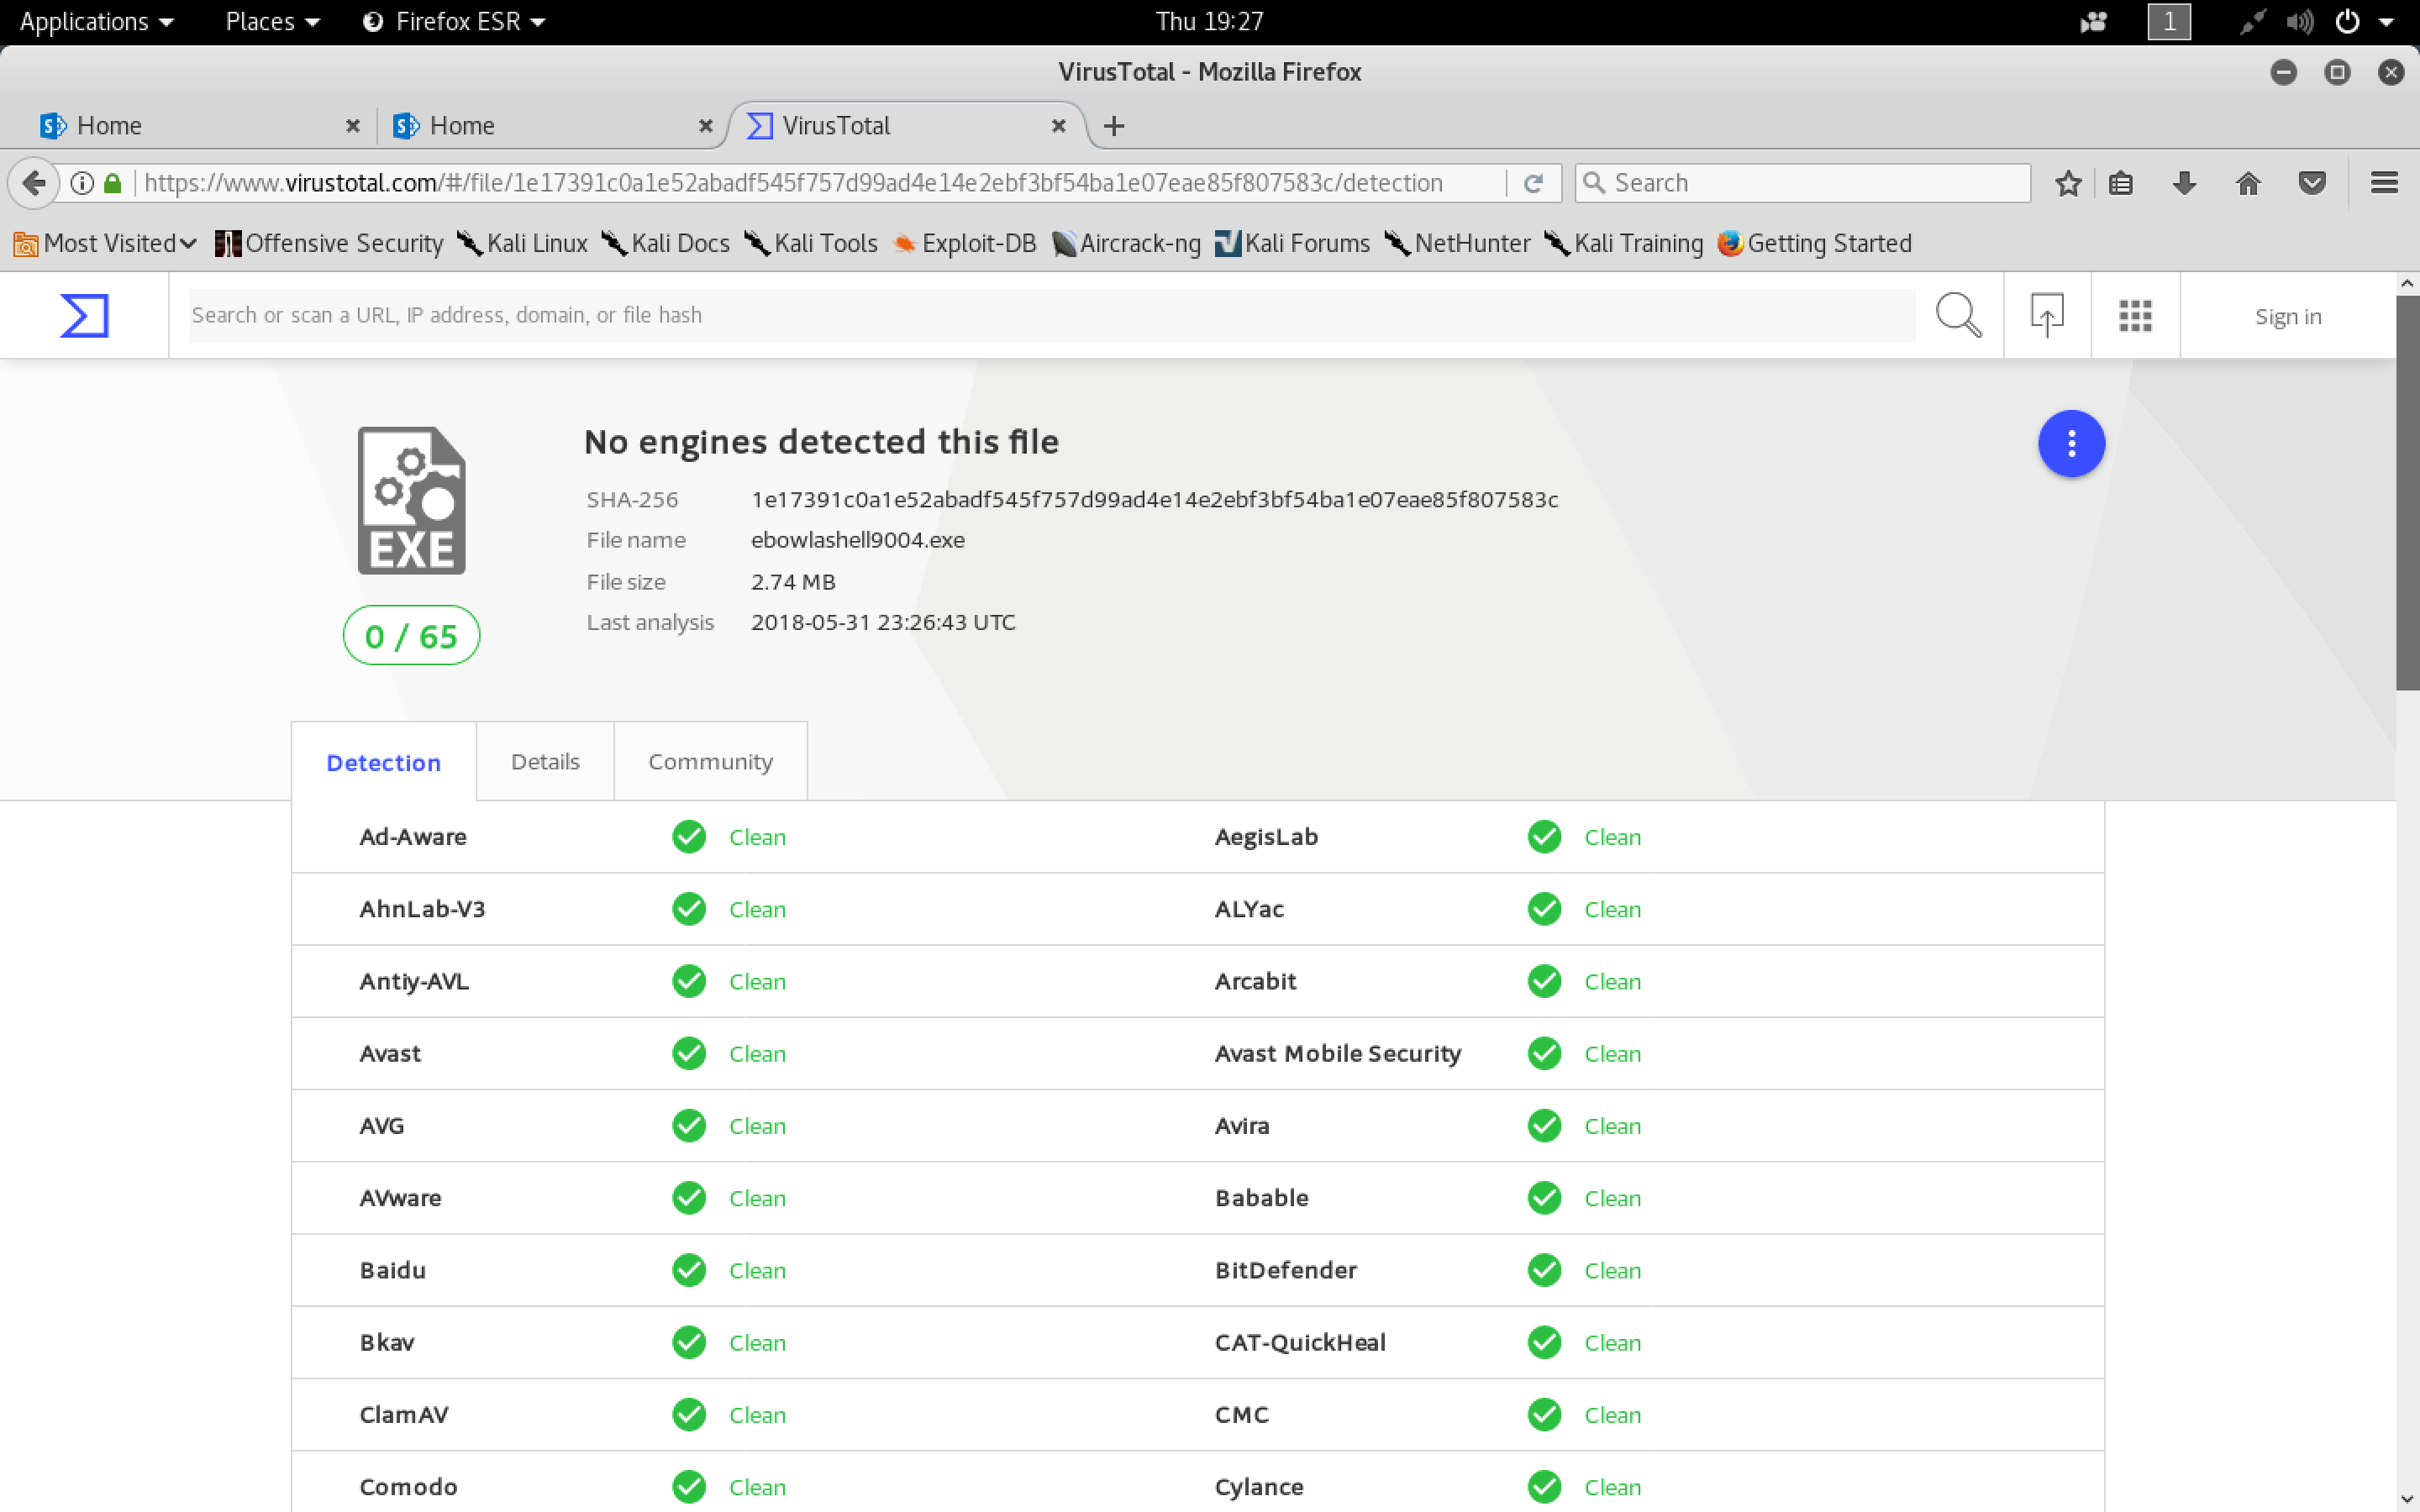 Applications Places Firefox ESR Thu 19:27 1
VirusTotal - Mozilla Firefox
Home Home VirusTotal
https://www.virustotal.com/#/file/1e17391c0a1e52abadf545f757d99ad4e14e2ebf3bf54ba1e07eae85f807583c/detection Search
Most Visited Offensive Security Kali Linux Kali Docs Kali Tools Exploit-DB Aircrack-ng Kali Forums NetHunter Kali Training Getting Started
Search or scan a URL, IP address, domain, or file hash Sign in
No engines detected this file
SHA-256 1e17391c0a1e52abadf545f757d99ad4e14e2ebf3bf54ba1e07eae85f807583c
File name ebowlashell9004.exe
EXE
File size 2.74 MB
Last analysis 2018-05-31 23:26:43 UTC
0 / 65
Detection Details Community
Ad-Aware Clean AegisLab Clean
AhnLab-V3 Clean ALYac Clean
Antiy-AVL Clean Arcabit Clean
Avast Clean Avast Mobile Security Clean
AVG Clean Avira Clean
AVware Clean Babable Clean
Baidu Clean BitDefender Clean
Bkav Clean CAT-QuickHeal Clean
ClamAV Clean CMC Clean
Comodo Clean Cylance Clean